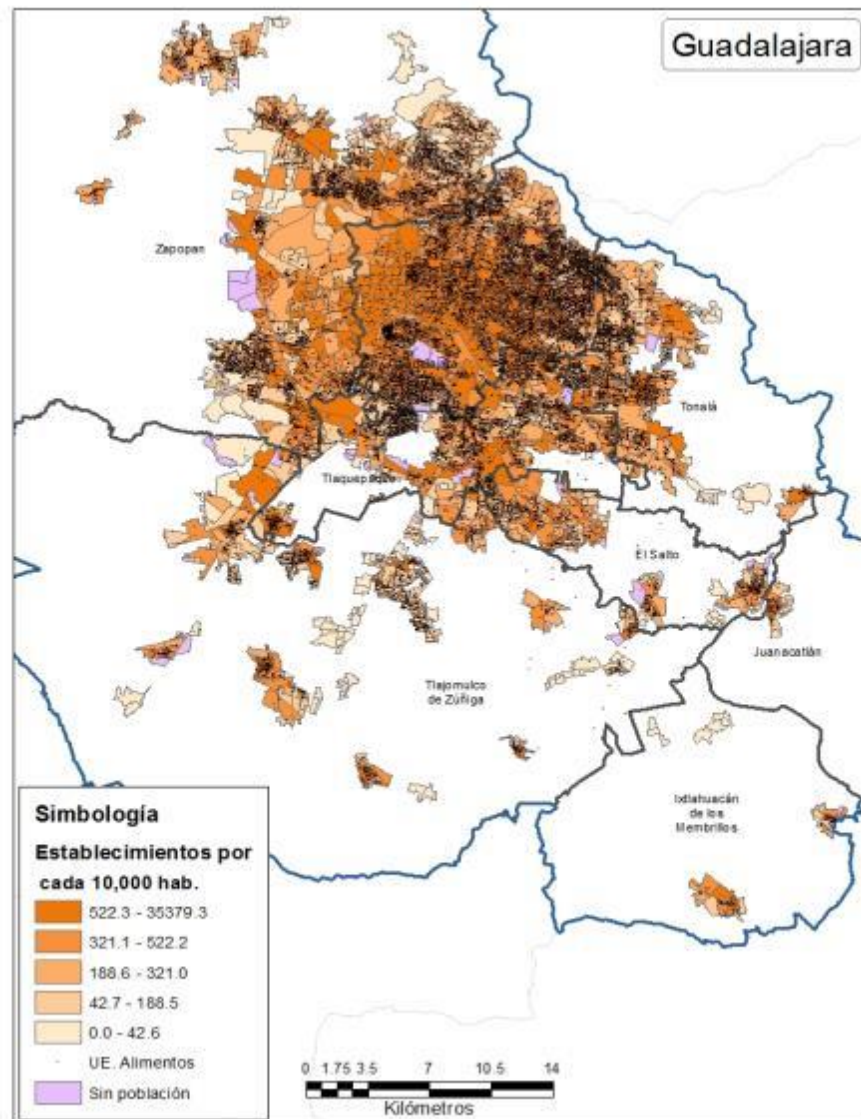 Guadalajara
Zapopan
Tonalá
Tlaquepaque
El Salto
Juanacatlán
Tlajomulco
de Zúñiga
Ixtlahuacán
de los
Membrillos
Simbología
Establecimientos por
cada 10,000 hab.
522.3 - 35379.3
321.1 - 522.2
188.6 - 321.0
42.7 - 188.5
0.0 - 42.6
UE. Alimentos
Sin población
0 1.75 3.5 7 10.5 14
Kilómetros